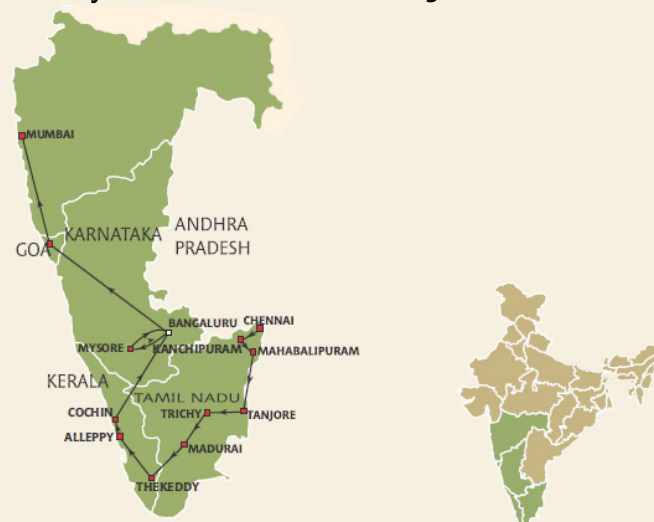 MUMBAI
KARNATAKA
ANDHRA
PRADESH
GOA
BANGALURU
CHENNAI
MYSORE
KANCHIPURAM
MAHABALIPURAM
KERALA
TAMIL NADU
COCHIN
TRICHY
TANJORE
ALLEPPY
MADURAI
THEKEDDY